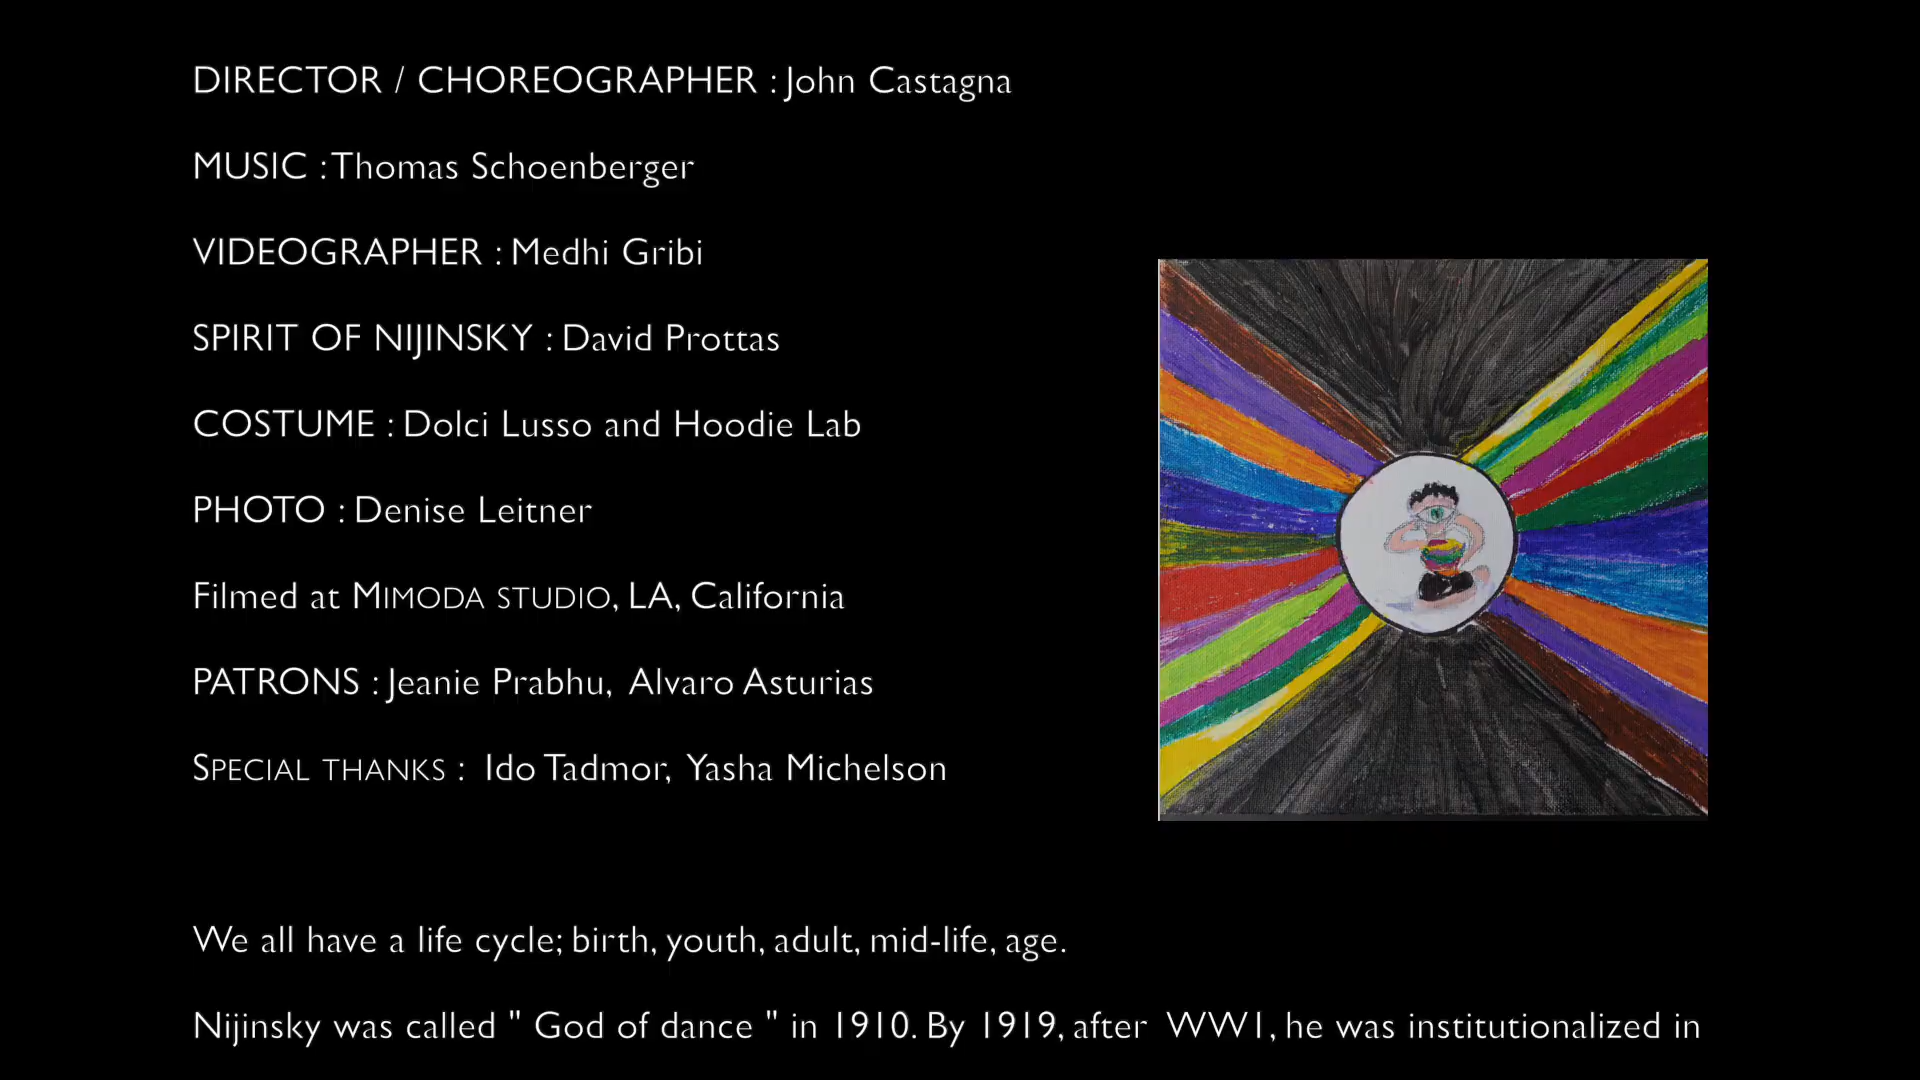 DIRECTOR / CHOREOGRAPHER : John Castagna
MUSIC : Thomas Schoenberger
VIDEOGRAPHER : Medhi Gribi
SPIRIT OF NIJINSKY : David Prottas
COSTUME : Dolci Lusso and Hoodie Lab
PHOTO : Denise Leitner
Filmed at MIMODA STUDIO, LA, California
PATRONS : Jeanie Prabhu, Alvaro Asturias
SPECIAL THANKS : Ido Tadmor, Yasha Michelson
We all have a life cycle; birth, youth, adult, mid-life, age.
Nijinsky was called " God of dance " in 1910. By 1919, after WW1, he was institutionalized in